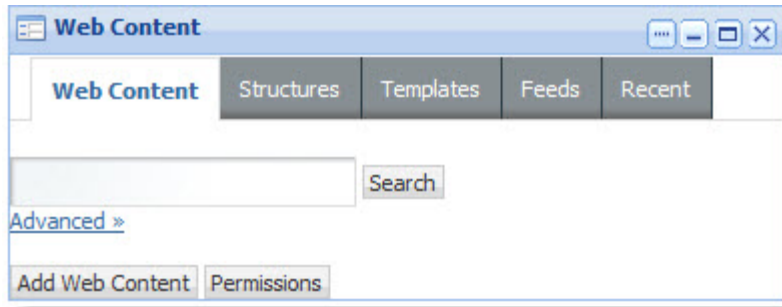 Web Content
Web Content Structures Templates Feeds Recent
Search
Advanced »
Add Web Content Permissions